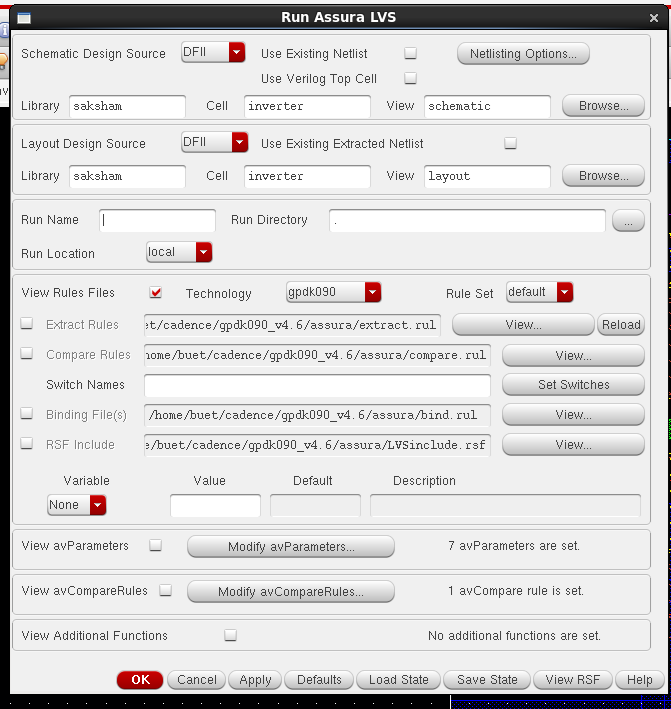 Run Assura LVS
Schematic Design Source DFII Use Existing Netlist Netlisting Options...
Use Verilog Top Cell
Library saksham Cell inverter View schematic Browse...
Layout Design Source DFII Use Existing Extracted Netlist
Library saksham Cell inverter View layout Browse...
Run Name Run Directory . ...
Run Location local
View Rules Files Technology gpdk090 Rule Set default
Extract Rules et/cadence/gpdk090_v4.6/assura/extract.rul View... Reload
Compare Rules home/buet/cadence/gpdk090_v4.6/assura/compare.rul View...
Switch Names Set Switches
Binding File(s) /home/buet/cadence/gpdk090_v4.6/assura/bind.rul View...
RSF Include e/buet/cadence/gpdk090_v4.6/assura/LVSinclude.rsf View...
Variable Value Default Description
None
View avParameters Modify avParameters... 7 avParameters are set.
View avCompareRules Modify avCompareRules... 1 avCompare rule is set.
View Additional Functions No additional functions are set.
OK Cancel Apply Defaults Load State Save State View RSF Help